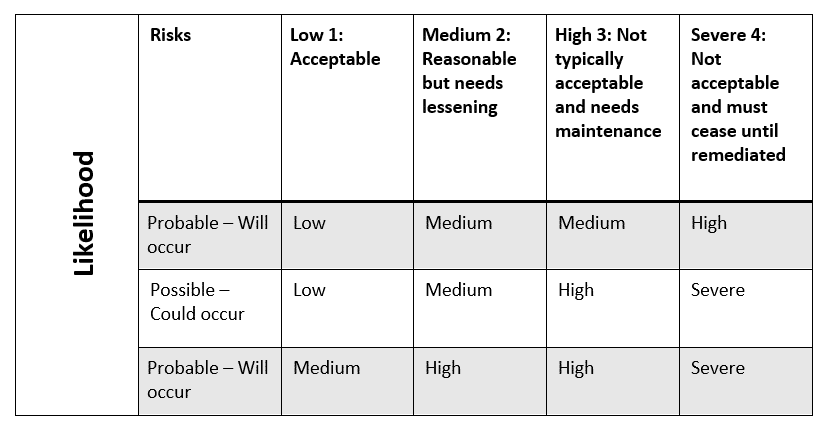 Likelihood
Risks
Low 1:
Acceptable
Medium 2:
Reasonable
but needs
lessening
High 3: Not
typically
acceptable
and needs
maintenance
Severe 4:
Not
acceptable
and must
cease until
remediated
Probable – Will
occur
Low
Medium
Medium
High
Possible –
Could occur
Low
Medium
High
Severe
Probable – Will
occur
Medium
High
High
Severe